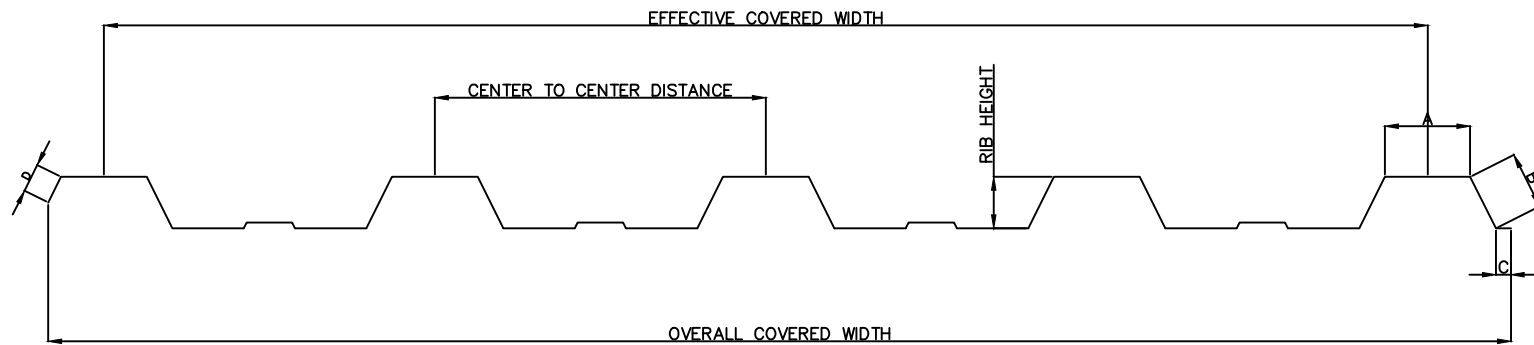 EFFECTIVE COVERED WIDTH
CENTER TO CENTER DISTANCE
RIB HEIGHT
A
D
B
C
OVERALL COVERED WIDTH